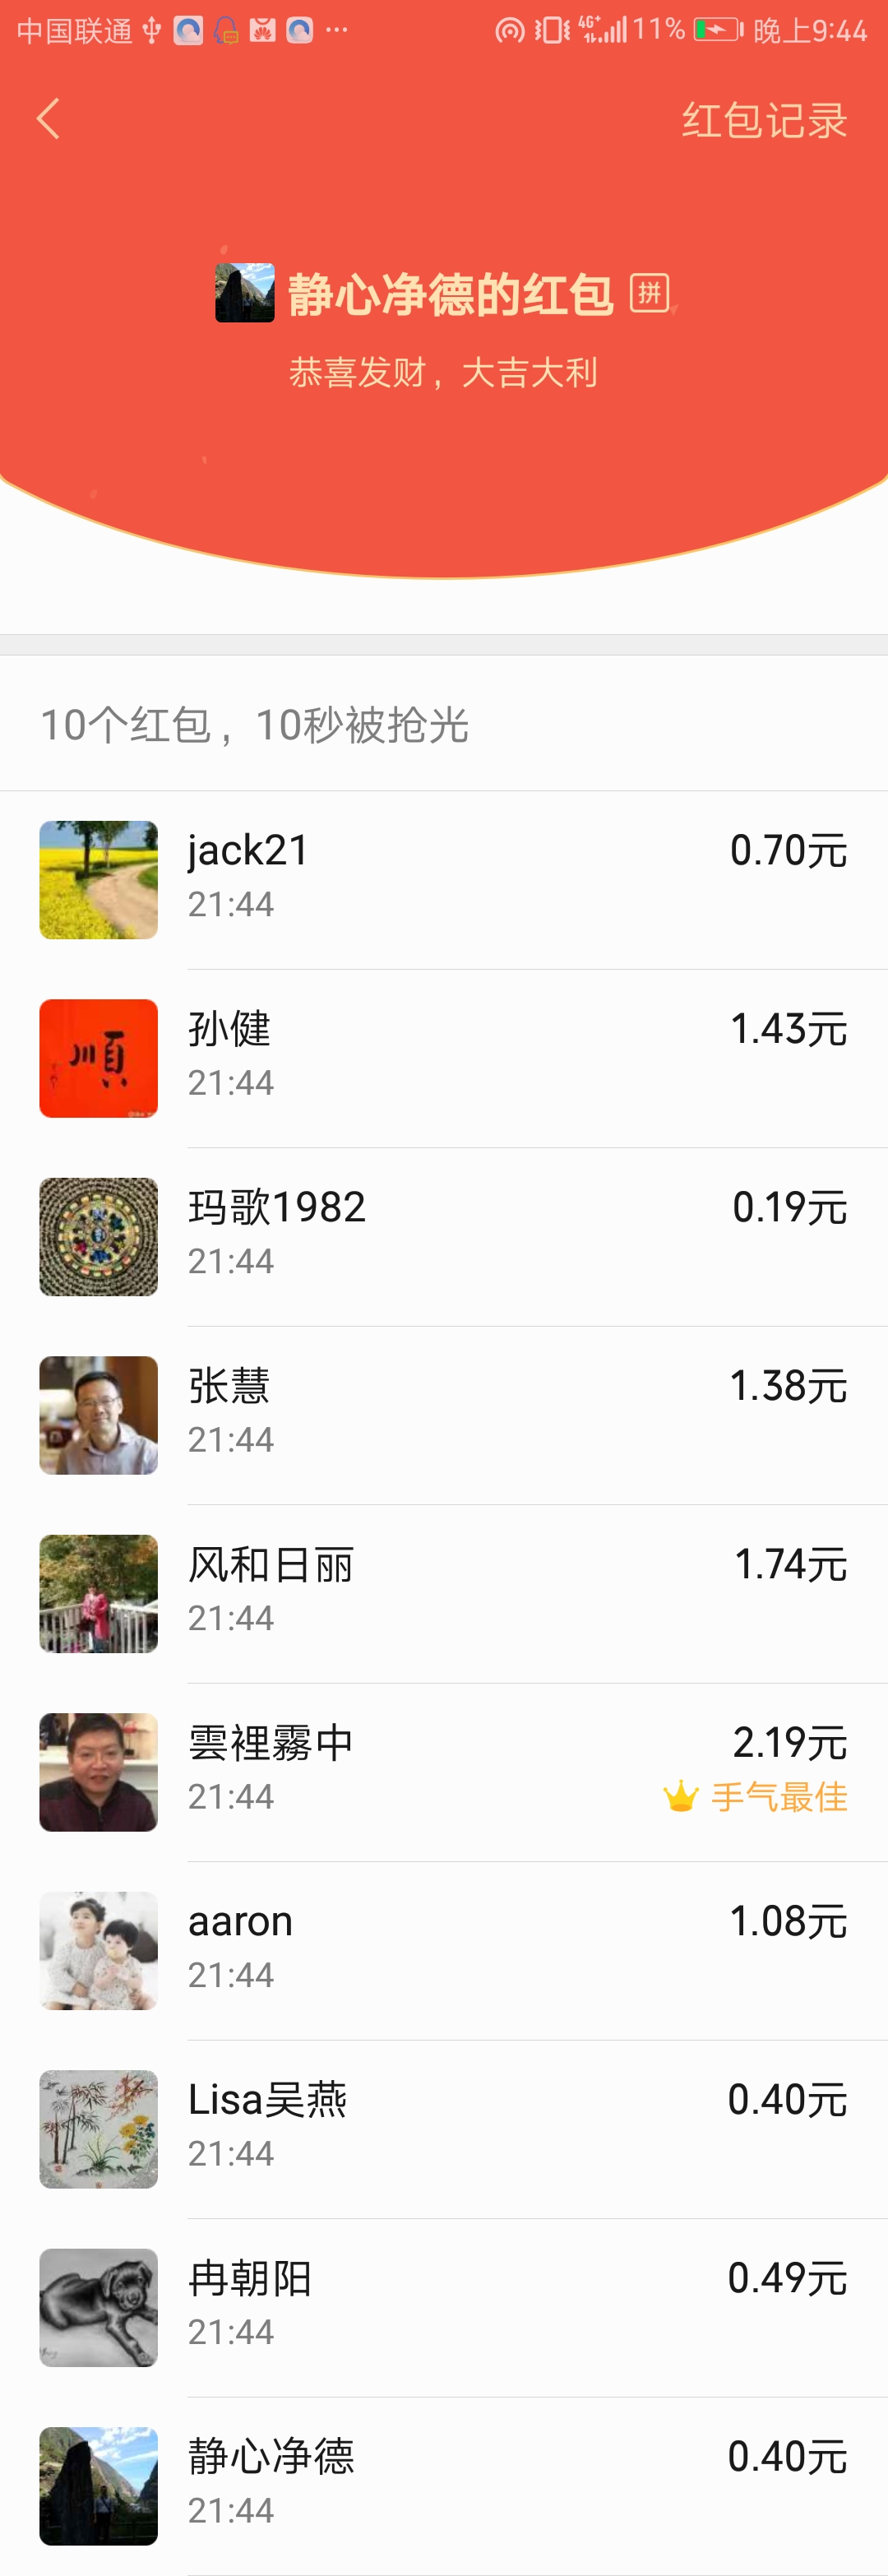 中国联通 4G+ 11% 晚上9:44
红包记录
静心净德的红包 拼
恭喜发财，大吉大利
10个红包，10秒被抢光
jack21 0.70元
21:44
順
孙健 1.43元
21:44
玛歌1982 0.19元
21:44
张慧 1.38元
21:44
风和日丽 1.74元
21:44
雲裡霧中 2.19元
21:44 手气最佳
aaron 1.08元
21:44
Lisa吴燕 0.40元
21:44
冉朝阳 0.49元
21:44
静心净德 0.40元
21:44